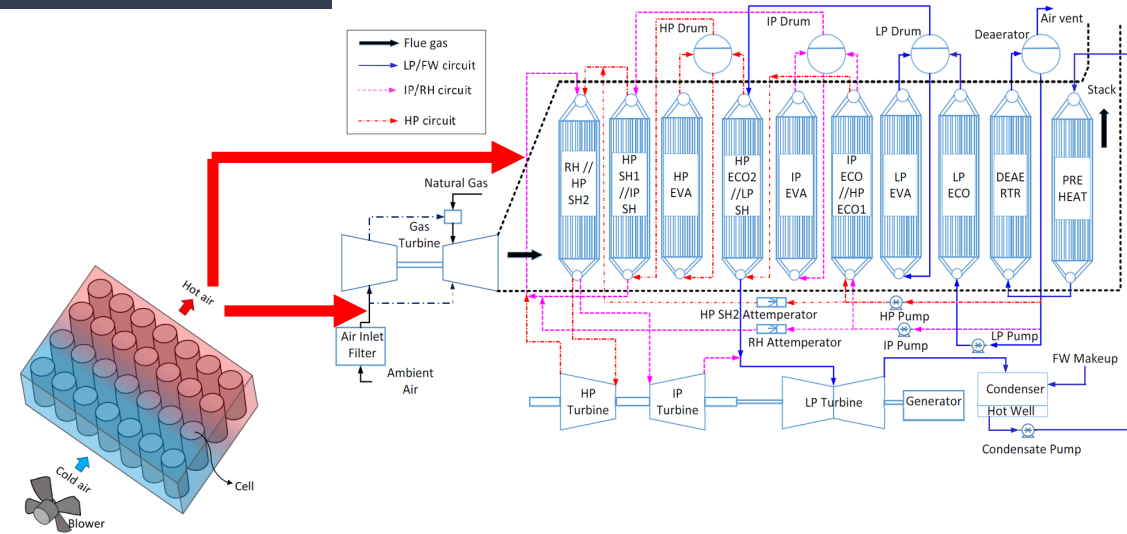 Flue gas
LP/FW circuit
IP/RH circuit
HP circuit
HP Drum
IP Drum
LP Drum
Deaerator
Air vent
Stack
RH //
HP
SH2
HP
SH1
//IP
SH
HP
EVA
HP
ECO2
//LP
SH
IP
EVA
IP
ECO
//HP
ECO1
LP
EVA
LP
ECO
DEAE
RTR
PRE
HEAT
Natural Gas
Gas
Turbine
Air Inlet
Filter
Ambient
Air
HP SH2 Attemperator
HP Pump
RH Attemperator
IP Pump
LP Pump
FW Makeup
HP
Turbine
IP
Turbine
LP Turbine
Generator
Condenser
Hot Well
Condensate Pump
Hot air
Cold air
Cell
Blower